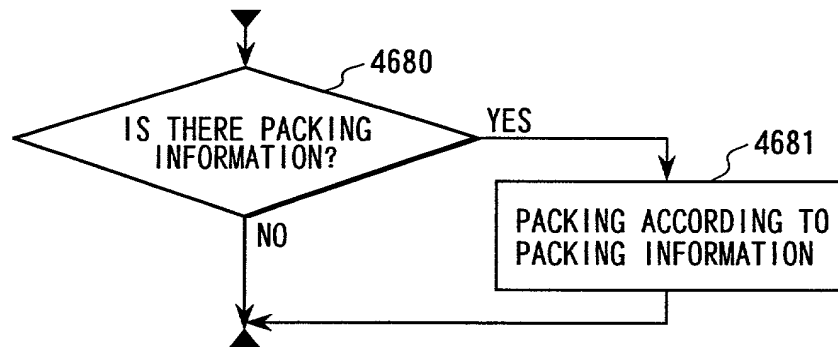 4680
IS THERE PACKING
INFORMATION?
YES
4681
PACKING ACCORDING TO
PACKING INFORMATION
NO